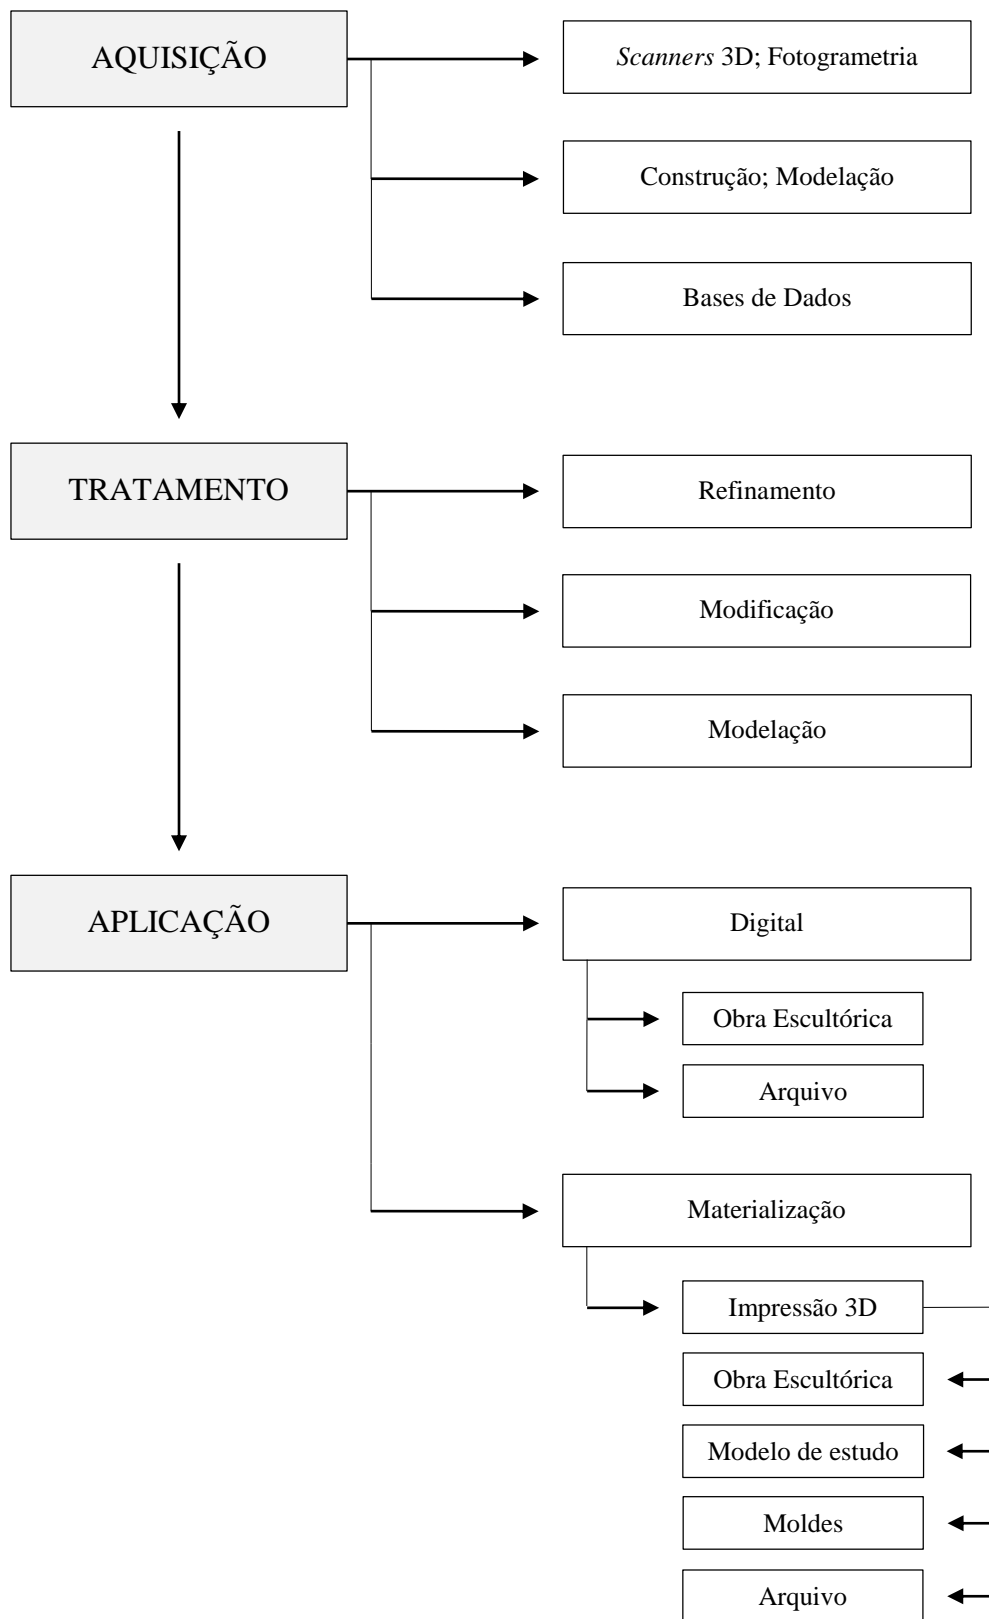 AQUISIÇÃO
Scanners 3D; Fotogrametria
Construção; Modelação
Bases de Dados
TRATAMENTO
Refinamento
Modificação
Modelação
APLICAÇÃO
Digital
Obra Escultórica
Arquivo
Materialização
Impressão 3D
Obra Escultórica
Modelo de estudo
Moldes
Arquivo